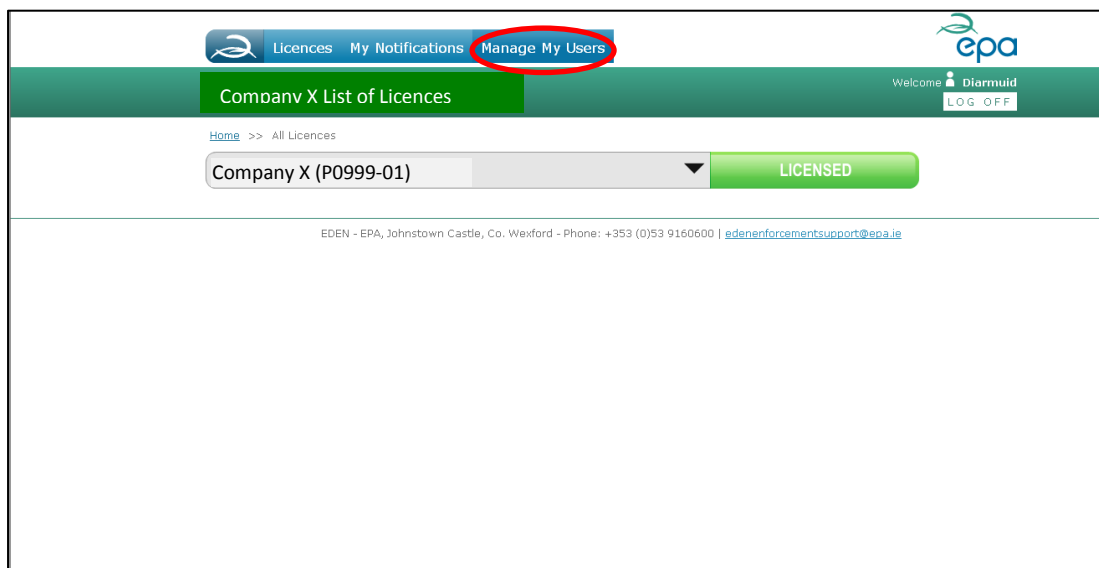 Licences My Notifications Manage My Users
epa
Welcome Diarmuid
Company X List of Licences
LOG OFF
Home >> All Licences
Company X (P0999-01) LICENSED
EDEN - EPA, Johnstown Castle, Co. Wexford - Phone: +353 (0)53 9160600 | edenenforcementsupport@epa.ie